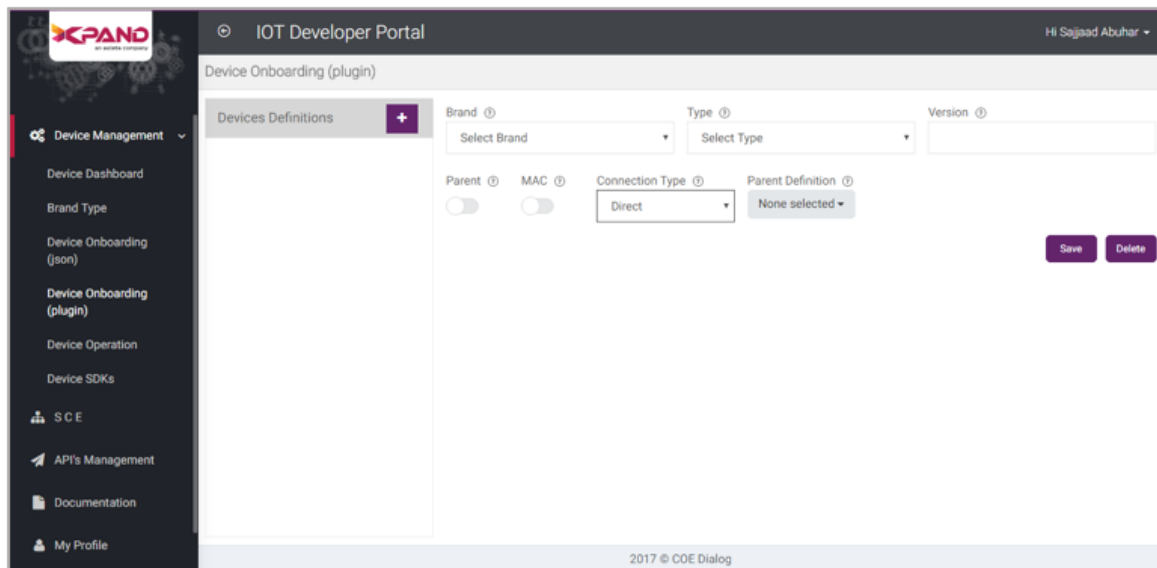 XPAND
an axiata company
IOT Developer Portal
Hi Sajjaad Abuhar
Device Onboarding (plugin)
Device Management
Device Dashboard
Brand Type
Device Onboarding
(json)
Device Onboarding
(plugin)
Device Operation
Device SDKs
S C E
API's Management
Documentation
My Profile
Devices Definitions +
Brand ? Type ? Version ?
Select Brand Select Type
Parent ? MAC ? Connection Type ? Parent Definition ?
Direct None selected
Save Delete
2017 © COE Dialog